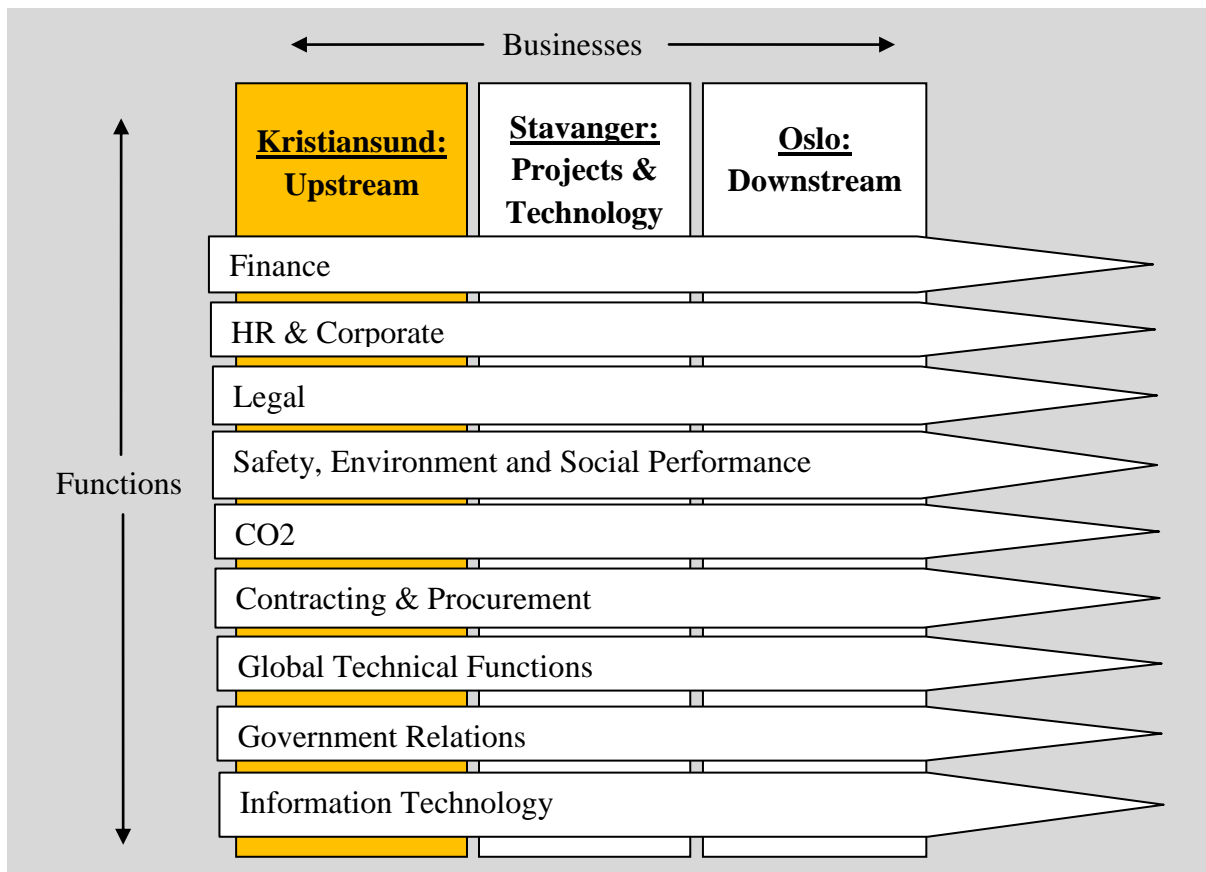 Businesses
Kristiansund:
Upstream
Stavanger:
Projects &
Technology
Oslo:
Downstream
Functions
Finance
HR & Corporate
Legal
Safety, Environment and Social Performance
CO2
Contracting & Procurement
Global Technical Functions
Government Relations
Information Technology